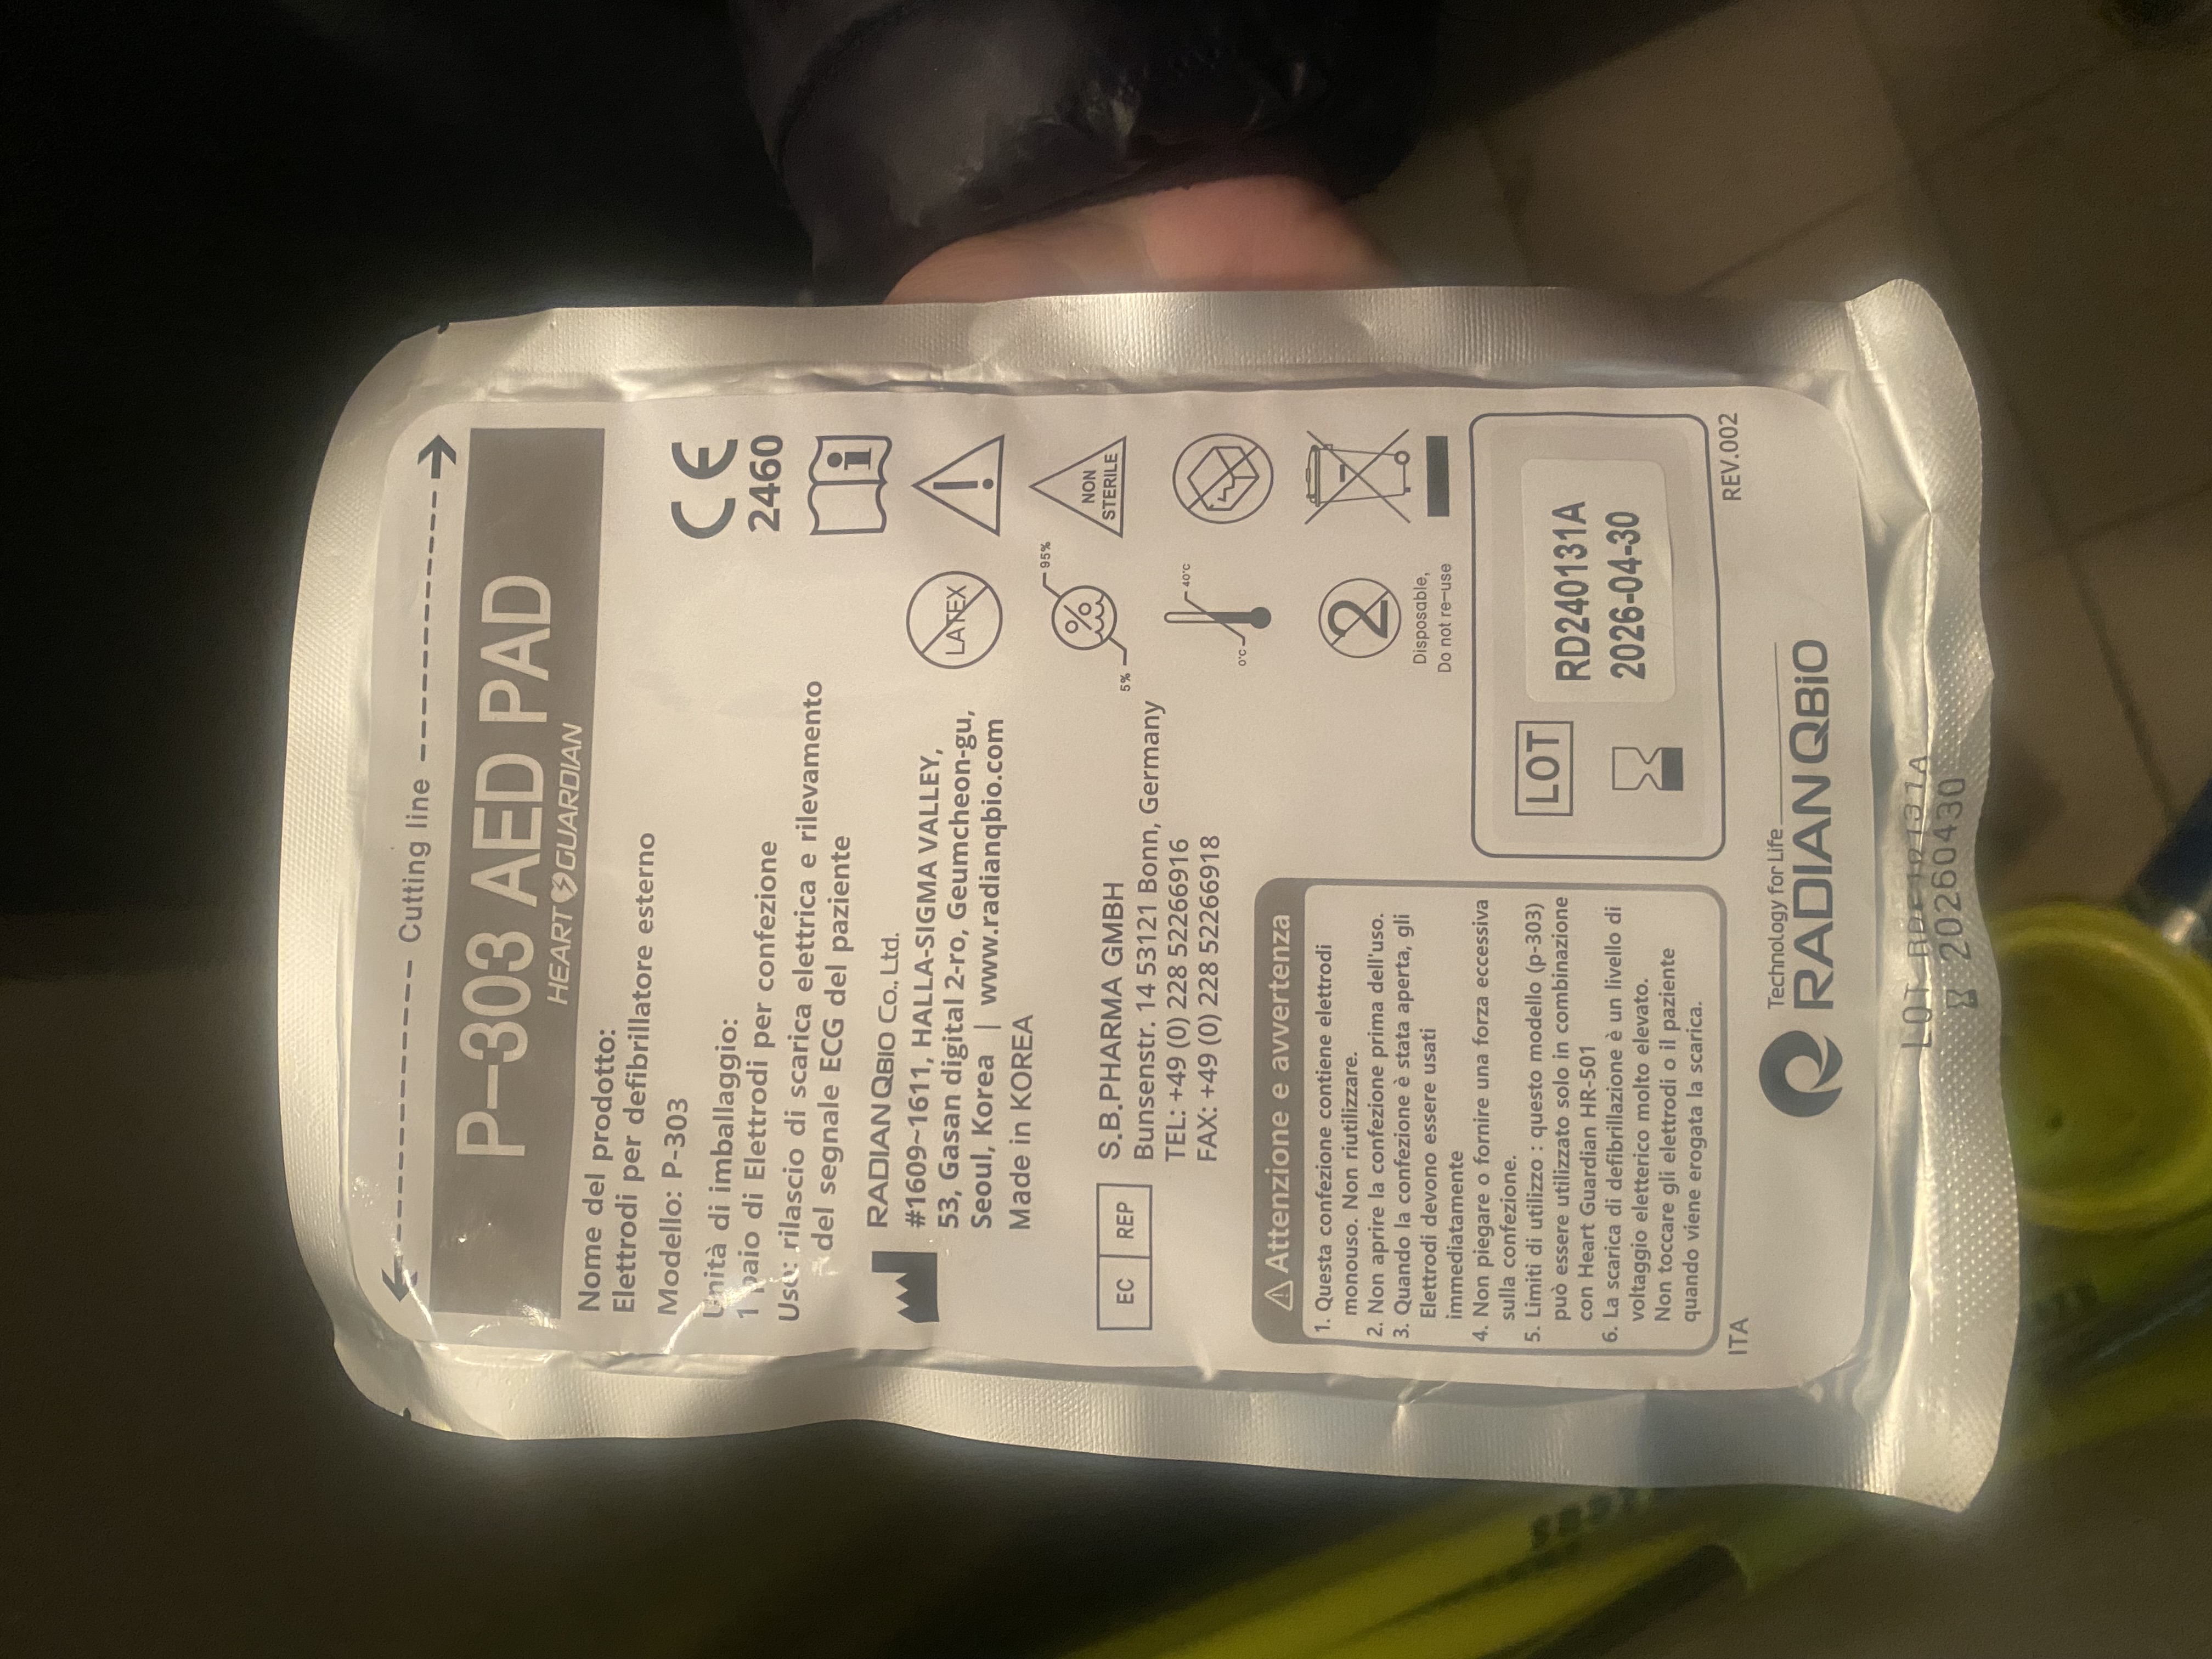 Cutting line
P-303 AED PAD
HEART GUARDIAN
Nome del prodotto:
Elettrodi per defibrillatore esterno
Modello: P-303
Unità di imballaggio:
1 paio di Elettrodi per confezione
Uso: rilascio di scarica elettrica e rilevamento
del segnale ECG del paziente
CE
2460
RADIANQBIO Co., Ltd.
#1609~1611, HALLA-SIGMA VALLEY,
53, Gasan digital 2-ro, Geumcheon-gu,
Seoul, Korea | www.radianqbio.com
Made in KOREA
LATEX
EC REP
S.B.PHARMA GMBH
Bunsenstr. 14 53121 Bonn, Germany
TEL: +49 (0) 228 52266916
FAX: +49 (0) 228 52266918
5% % 95%
NON
STERILE
0°C 40°C
2
Disposable,
Do not re-use
Attenzione e avvertenza
1. Questa confezione contiene elettrodi
monouso. Non riutilizzare.
2. Non aprire la confezione prima dell'uso.
3. Quando la confezione è stata aperta, gli
Elettrodi devono essere usati
immediatamente
4. Non piegare o fornire una forza eccessiva
sulla confezione.
5. Limiti di utilizzo : questo modello (p-303)
può essere utilizzato solo in combinazione
con Heart Guardian HR-501
6. La scarica di defibrillazione è un livello di
voltaggio eletterico molto elevato.
Non toccare gli elettrodi o il paziente
quando viene erogata la scarica.
LOT RD240131A
2026-04-30
ITA
REV.002
Technology for Life
RADIANQBIO
LOT
20260430